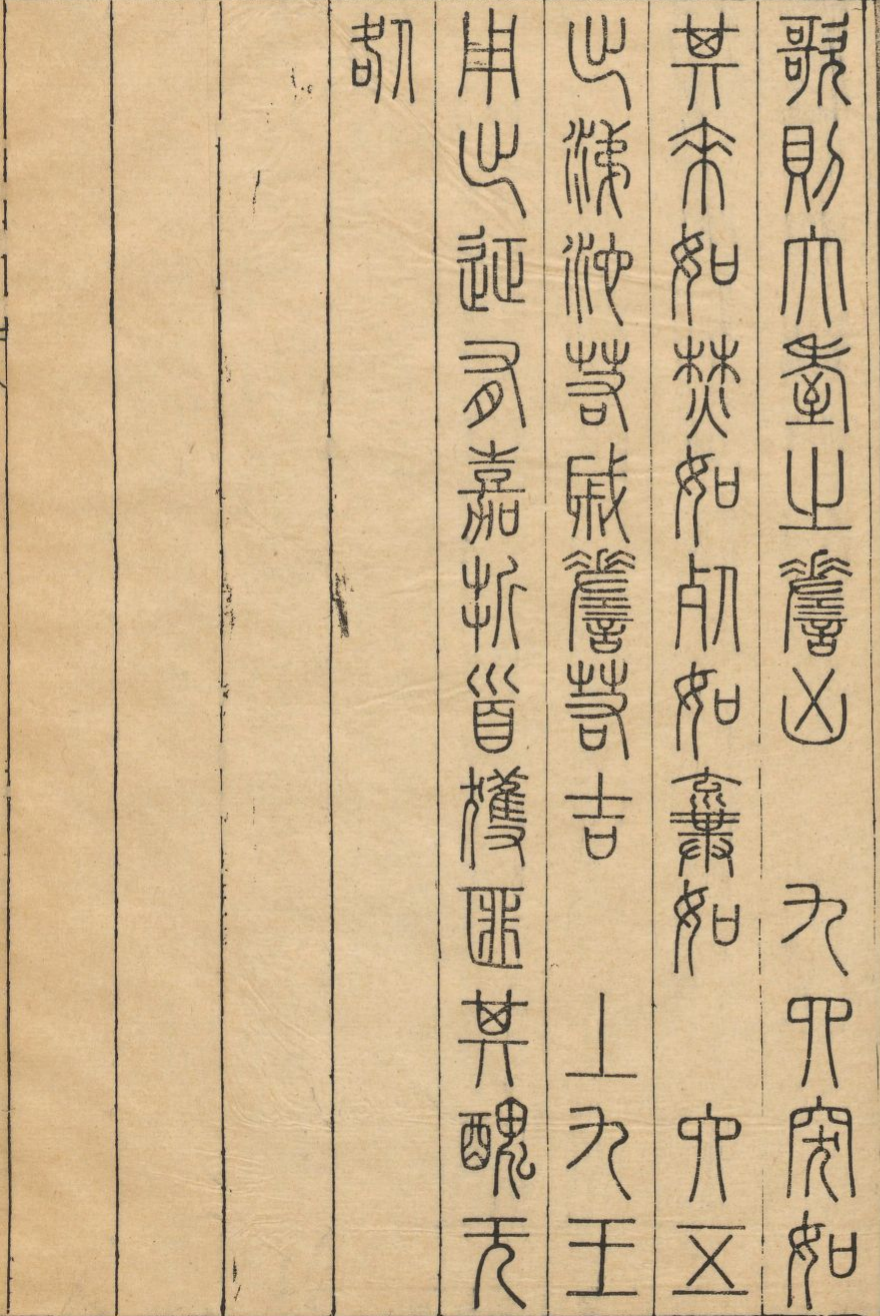 歌則大耋之嗟凶　九四突如
其來如焚如死如棄如　六五
出涕沱若戚嗟若吉　上九王
用出征有嘉折首獲匪其醜无
咎